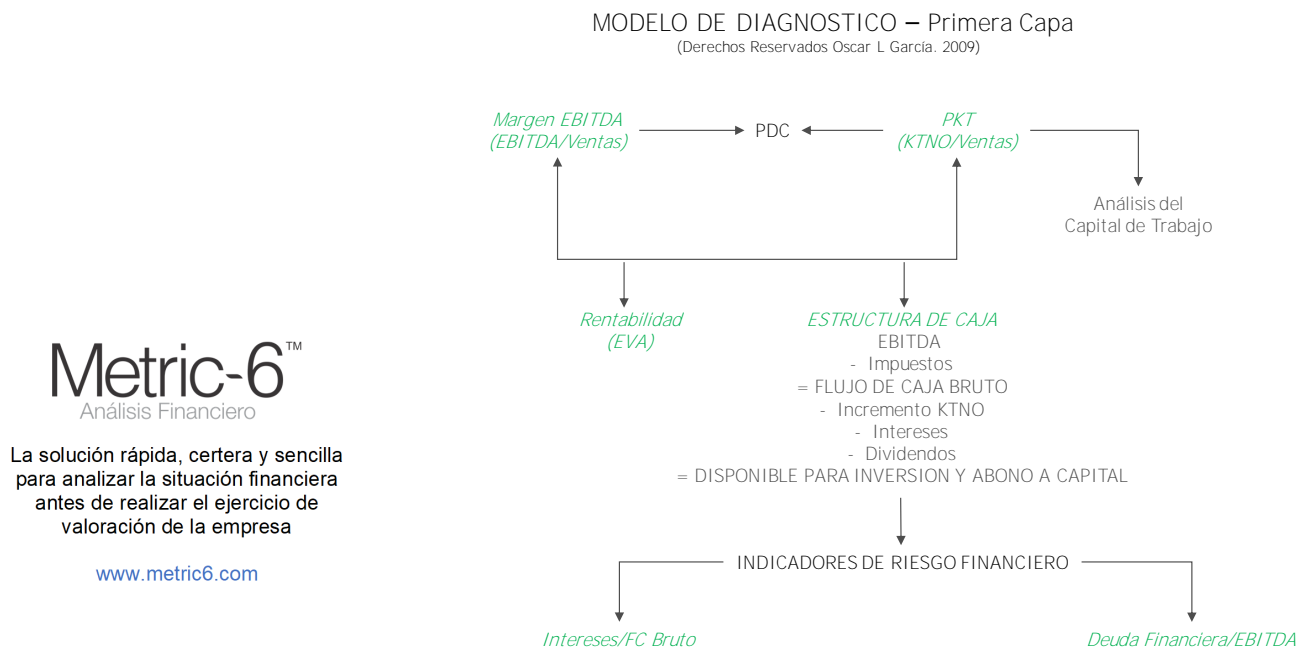 MODELO DE DIAGNOSTICO – Primera Capa
(Derechos Reservados Oscar L García. 2009)
Margen EBITDA
(EBITDA/Ventas)
PDC
PKT
(KTNO/Ventas)
Análisis del
Capital de Trabajo
Rentabilidad
(EVA)
ESTRUCTURA DE CAJA
EBITDA
- Impuestos
= FLUJO DE CAJA BRUTO
- Incremento KTNO
- Intereses
- Dividendos
= DISPONIBLE PARA INVERSION Y ABONO A CAPITAL
INDICADORES DE RIESGO FINANCIERO
Intereses/FC Bruto
Deuda Financiera/EBITDA
Metric-6™
Análisis Financiero
La solución rápida, certera y sencilla
para analizar la situación financiera
antes de realizar el ejercicio de
valoración de la empresa
www.metric6.com